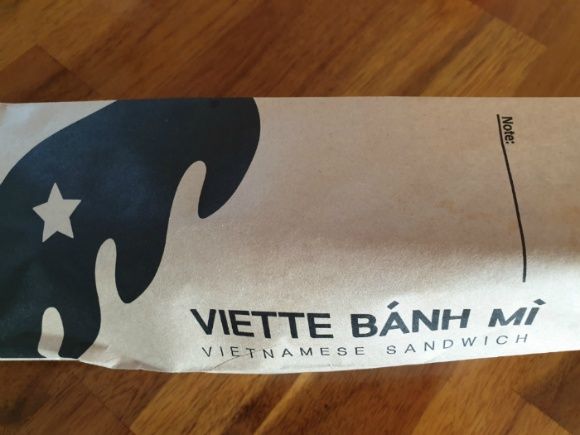 Note:
VIETTE BÁNH MÌ
VIETNAMESE SANDWICH